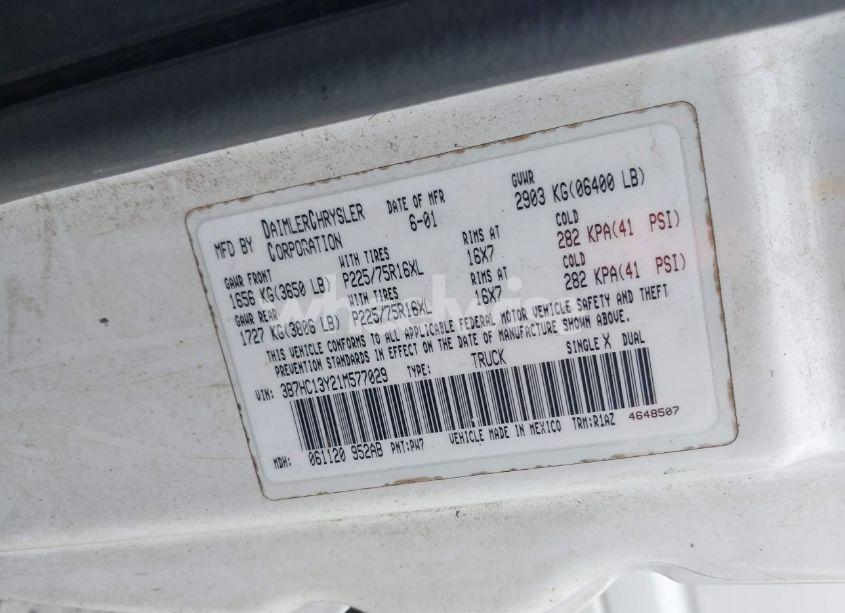 MFD BY DAIMLERCHRYSLER CORPORATION
DATE OF MFR 6-01
GVWR 2903 KG(06400 LB)
GAWR FRONT WITH TIRES RIMS AT COLD
1656 KG(3650 LB) P225/75R16XL 16X7 282 KPA(41 PSI)
GAWR REAR WITH TIRES RIMS AT COLD
1727 KG(3806 LB) P225/75R16XL 16X7 282 KPA(41 PSI)
THIS VEHICLE CONFORMS TO ALL APPLICABLE FEDERAL MOTOR VEHICLE SAFETY AND THEFT
PREVENTION STANDARDS IN EFFECT ON THE DATE OF MANUFACTURE SHOWN ABOVE.
VIN: 3B7HC13Y21M577029 TYPE: TRUCK SINGLE X DUAL
MDH: 061120 952AB PNT:PW7 VEHICLE MADE IN MEXICO TRM:R1AZ 4648507